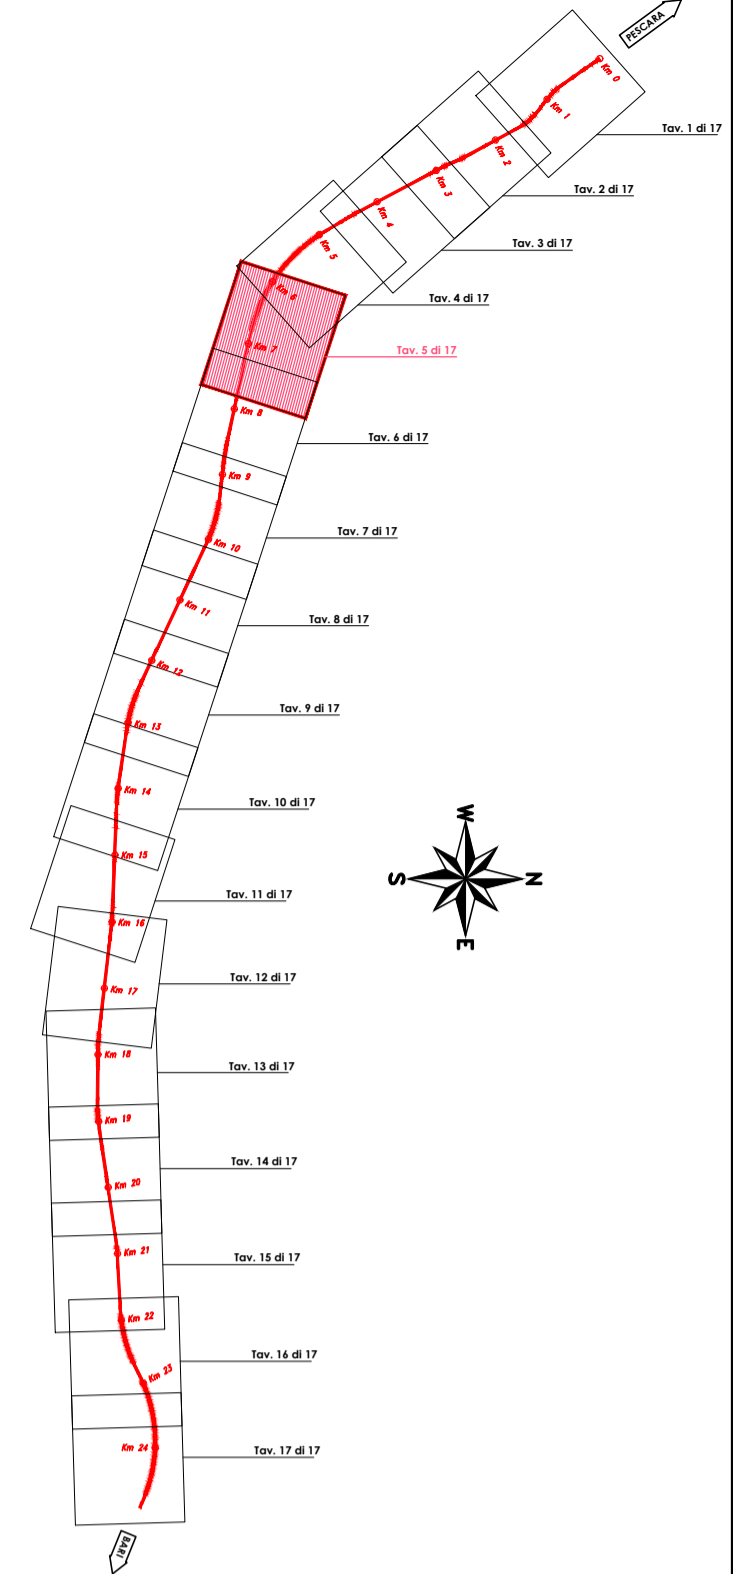 PESCARA
Km 0
Km 1
Tav. 1 di 17
Km 2
Km 3
Tav. 2 di 17
Km 4
Km 5
Tav. 3 di 17
Km 6
Tav. 4 di 17
Km 7
Tav. 5 di 17
Km 8
Tav. 6 di 17
Km 9
Tav. 7 di 17
Km 10
Km 11
Tav. 8 di 17
Km 12
Tav. 9 di 17
Km 13
Km 14
Tav. 10 di 17
W
S
N
E
Km 15
Tav. 11 di 17
Km 16
Tav. 12 di 17
Km 17
Km 18
Tav. 13 di 17
Km 19
Tav. 14 di 17
Km 20
Km 21
Tav. 15 di 17
Km 22
Tav. 16 di 17
Km 23
Km 24
Tav. 17 di 17
BARI